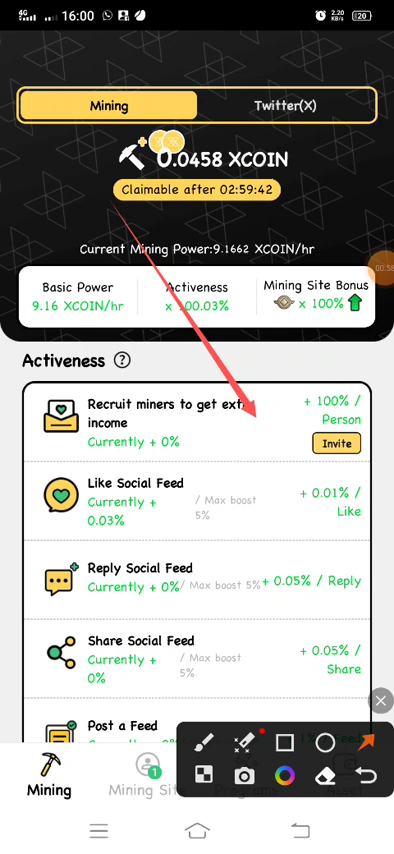 4G 16:00 2.20 KB/s 20
Mining Twitter(X)
0.0458 XCOIN
Claimable after 02:59:42
Current Mining Power:9.1662 XCOIN/hr
00:58
Basic Power Activeness Mining Site Bonus
9.16 XCOIN/hr x 100.03% x 100%
Activeness ?
Recruit miners to get extra
income
Currently + 0%
+ 100% /
Person
Invite
Like Social Feed
Currently +
0.03%
/ Max boost
5%
+ 0.01% /
Like
Reply Social Feed
Currently + 0% / Max boost 5% + 0.05% / Reply
Share Social Feed
Currently +
0%
/ Max boost
5%
+ 0.05% /
Share
Post a Feed
1
Mining Mining Site